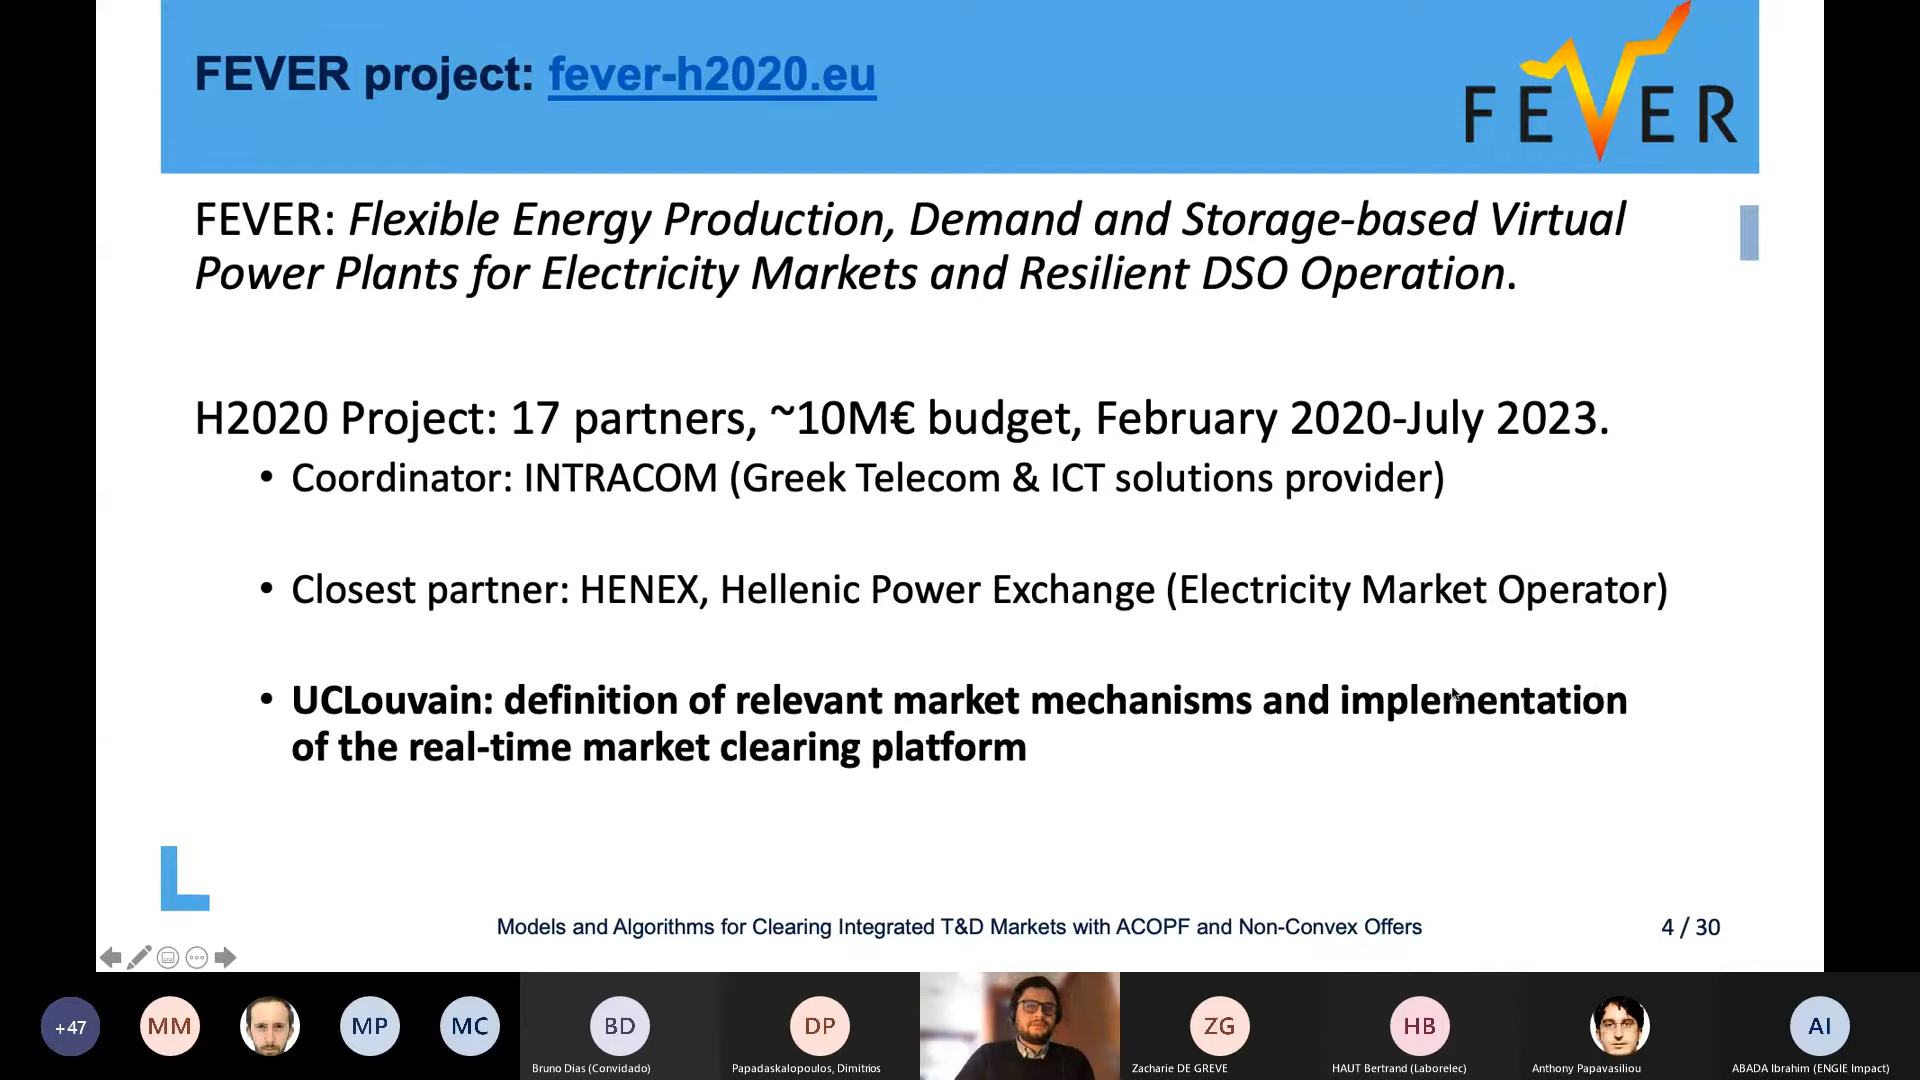 FEVER project: fever-h2020.eu
FEVER
FEVER: Flexible Energy Production, Demand and Storage-based Virtual
Power Plants for Electricity Markets and Resilient DSO Operation.
H2020 Project: 17 partners, ~10M€ budget, February 2020-July 2023.
• Coordinator: INTRACOM (Greek Telecom & ICT solutions provider)
• Closest partner: HENEX, Hellenic Power Exchange (Electricity Market Operator)
• UCLouvain: definition of relevant market mechanisms and implementation
of the real-time market clearing platform
Models and Algorithms for Clearing Integrated T&D Markets with ACOPF and Non-Convex Offers
4 / 30
+47
MM
MP
MC
BD
DP
ZG
HB
AI
Bruno Dias (Convidado)
Papadaskalopoulos, Dimitrios
Zacharie DE GREVE
HAUT Bertrand (Laborelec)
Anthony Papavasiliou
ABADA Ibrahim (ENGIE Impact)